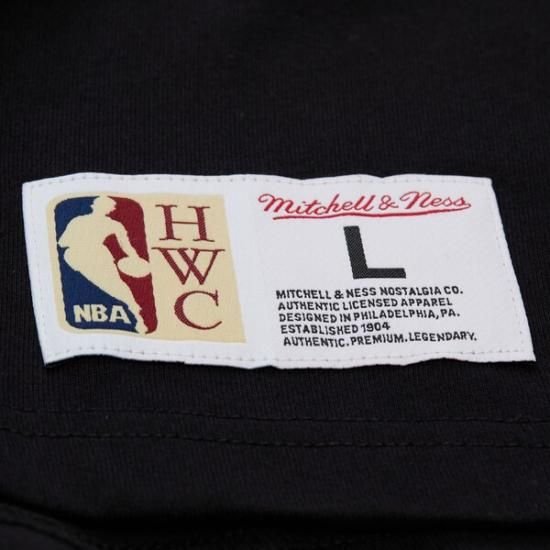 NBA
H
W
C
Mitchell & Ness
L
MITCHELL & NESS NOSTALGIA CO.
AUTHENTIC LICENSED APPAREL
DESIGNED IN PHILADELPHIA, PA.
ESTABLISHED 1904
AUTHENTIC.PREMIUM.LEGENDARY.